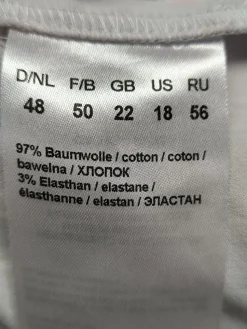 D/NL F/B GB US RU
48 50 22 18 56
97% Baumwolle / cotton / coton /
bawełna / ХЛОПОК
3% Elasthan / elastane /
élasthanne / elastan / ЭЛАСТАН